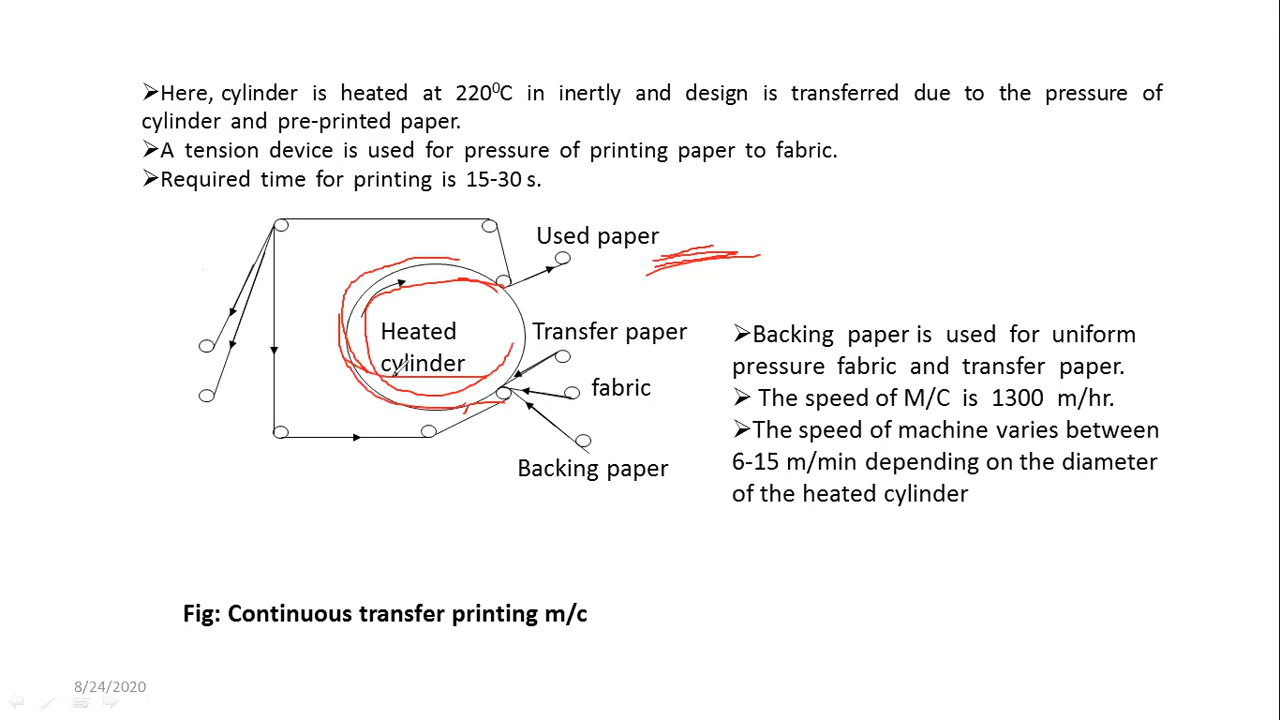 ➢Here, cylinder is heated at 220⁰C in inertly and design is transferred due to the pressure of
cylinder and pre-printed paper.
➢A tension device is used for pressure of printing paper to fabric.
➢Required time for printing is 15-30 s.
Used paper
Heated
cylinder
Transfer paper
fabric
Backing paper
➢Backing paper is used for uniform
pressure fabric and transfer paper.
➢ The speed of M/C is 1300 m/hr.
➢The speed of machine varies between
6-15 m/min depending on the diameter
of the heated cylinder
Fig: Continuous transfer printing m/c
8/24/2020